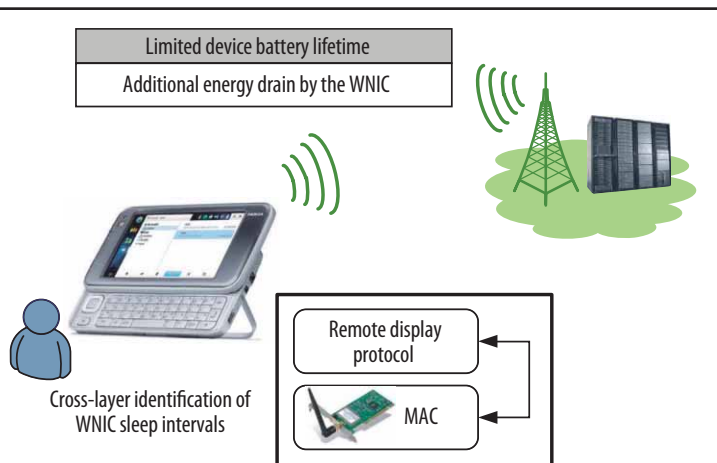 Limited device battery lifetime
Additional energy drain by the WNIC
NOKIA
Remote display
protocol
MAC
Cross-layer identification of
WNIC sleep intervals